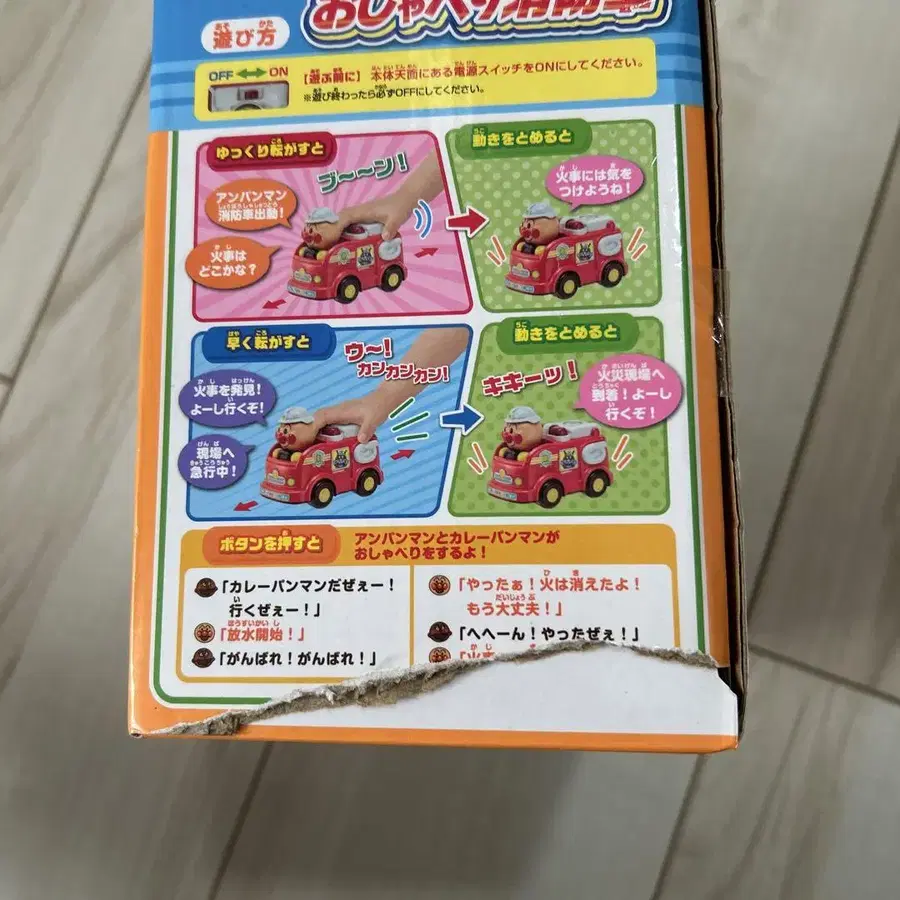 おしゃべり消防車
遊び方
OFF ON
【遊ぶ前に】本体天面にある電源スイッチをONにしてください。
※遊び終わったら必ずOFFにしてください。
ゆっくり転がすと
ブ〜〜ン！
アンパンマン
消防車出動！
火事は
どこかな？
動きをとめると
火事には気を
つけようね！
早く転がすと
ウ〜！
カンカンカン！
火事を発見！
よーし行くぞ！
現場へ
急行中！
動きをとめると
キキーッ！
火災現場へ
到着！よーし
行くぞ！
ボタンを押すと
アンパンマンとカレーパンマンが
おしゃべりをするよ！
「カレーパンマンだぜぇー！
行くぜぇー！」
「放水開始！」
「がんばれ！がんばれ！」
「やったぁ！火は消えたよ！
もう大丈夫！」
「へへーん！やったぜぇ！」
「火事